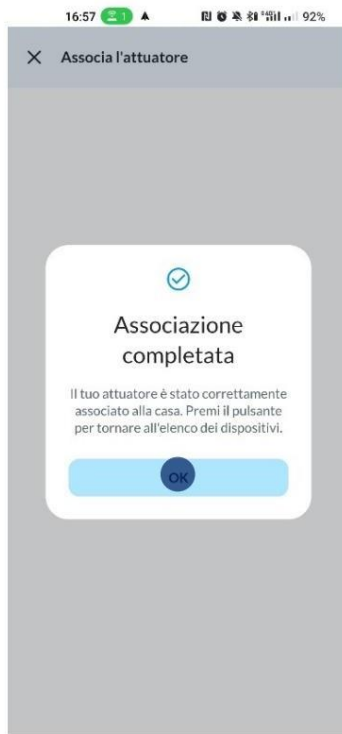 16:57 1 92%
Associa l'attuatore
Associazione
completata
Il tuo attuatore è stato correttamente
associato alla casa. Premi il pulsante
per tornare all'elenco dei dispositivi.
OK